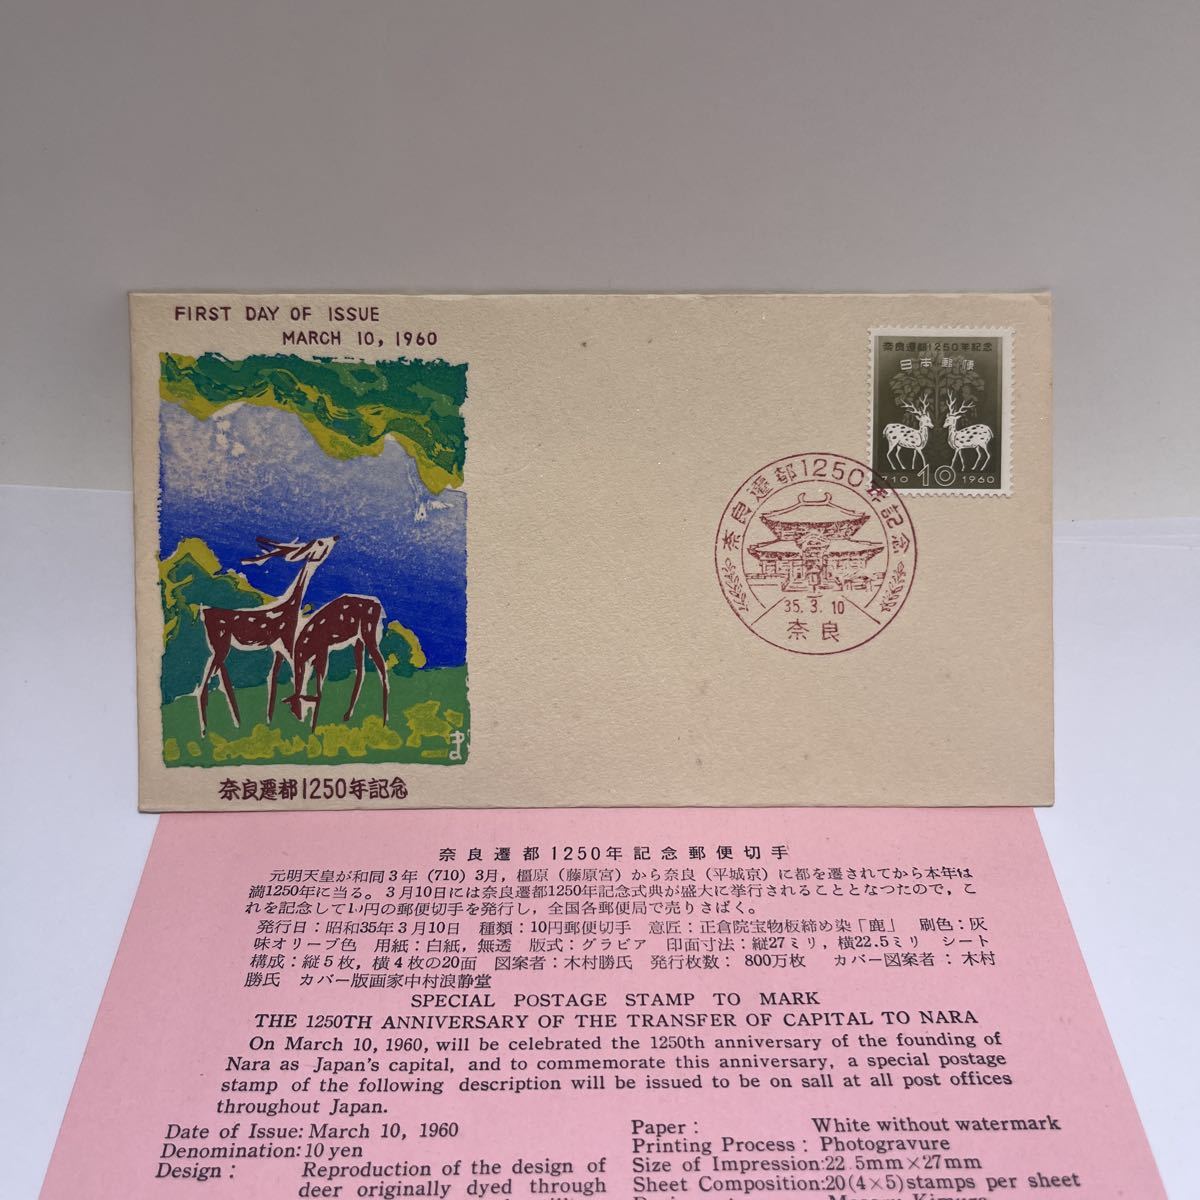 FIRST DAY OF ISSUE
MARCH 10, 1960
奈良遷都1250年記念
日本郵便
710 10 1960
奈良遷都1250年記念
35.3.10
奈良
奈良遷都1250年記念
奈良遷都1250年記念郵便切手
元明天皇が和同3年(710)3月,橿原(藤原宮)から奈良(平城京)に都を遷されてから本年は
満1250年に当る。3月10日には奈良遷都1250年記念式典が盛大に挙行されることとなつたので,こ
れを記念して10円の郵便切手を発行し,全国各郵便局で売りさばく。
発行日:昭和35年3月10日 種類:10円郵便切手 意匠:正倉院宝物板締め染「鹿」 刷色:灰
味オリーブ色 用紙:白紙,無透 版式:グラビア 印面寸法:縦27ミリ,横22.5ミリ シート
構成:縦5枚,横4枚の20面 図案者:木村勝氏 発行枚数: 800万枚 カバー図案者:木村
勝氏 カバー版画家中村浪静堂
SPECIAL POSTAGE STAMP TO MARK
THE 1250TH ANNIVERSARY OF THE TRANSFER OF CAPITAL TO NARA
On March 10, 1960, will be celebrated the 1250th anniversary of the founding of
Nara as Japan's capital, and to commemorate this anniversary, a special postage
stamp of the following description will be issued to be on sall at all post offices
throughout Japan.
Date of Issue: March 10, 1960
Denomination: 10 yen
Design: Reproduction of the design of
deer originally dyed through
Paper: White without watermark
Printing Process: Photogravure
Size of Impression:22.5mm×27mm
Sheet Composition:20(4×5)stamps per sheet